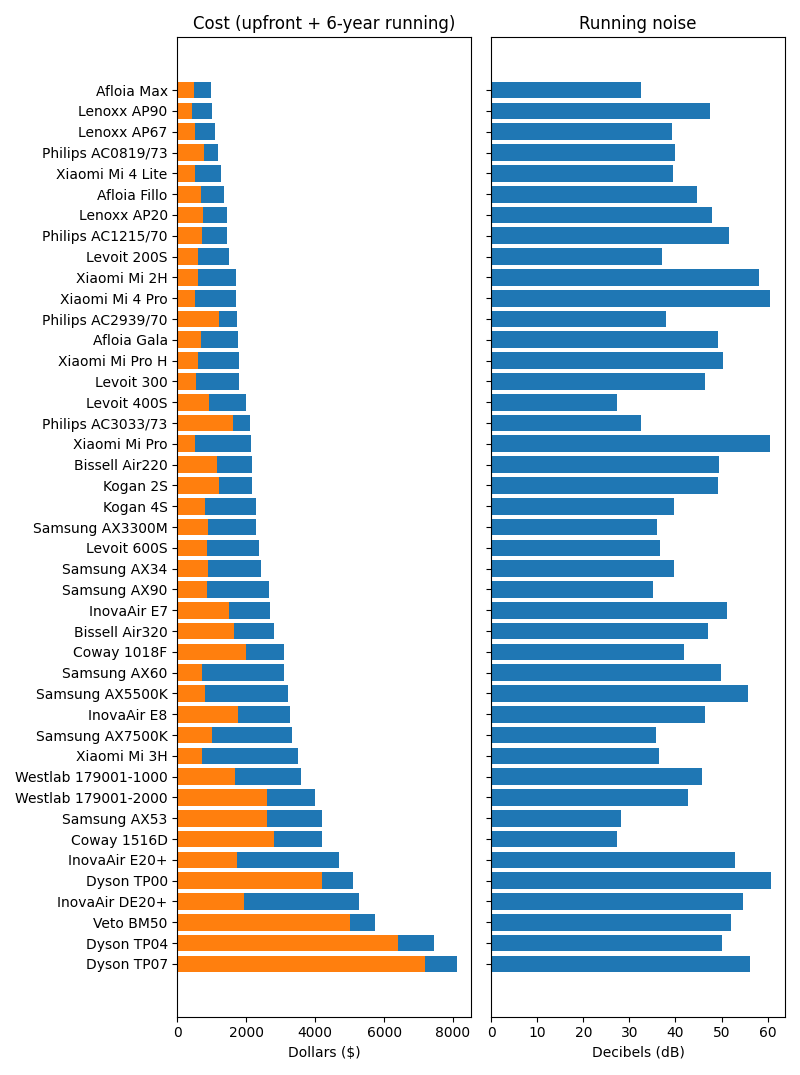 Cost (upfront + 6-year running)
Running noise
Afloia Max
Lenoxx AP90
Lenoxx AP67
Philips AC0819/73
Xiaomi Mi 4 Lite
Afloia Fillo
Lenoxx AP20
Philips AC1215/70
Levoit 200S
Xiaomi Mi 2H
Xiaomi Mi 4 Pro
Philips AC2939/70
Afloia Gala
Xiaomi Mi Pro H
Levoit 300
Levoit 400S
Philips AC3033/73
Xiaomi Mi Pro
Bissell Air220
Kogan 2S
Kogan 4S
Samsung AX3300M
Levoit 600S
Samsung AX34
Samsung AX90
InovaAir E7
Bissell Air320
Coway 1018F
Samsung AX60
Samsung AX5500K
InovaAir E8
Samsung AX7500K
Xiaomi Mi 3H
Westlab 179001-1000
Westlab 179001-2000
Samsung AX53
Coway 1516D
InovaAir E20+
Dyson TP00
InovaAir DE20+
Veto BM50
Dyson TP04
Dyson TP07
0 2000 4000 6000 8000
Dollars ($)
0 10 20 30 40 50 60
Decibels (dB)